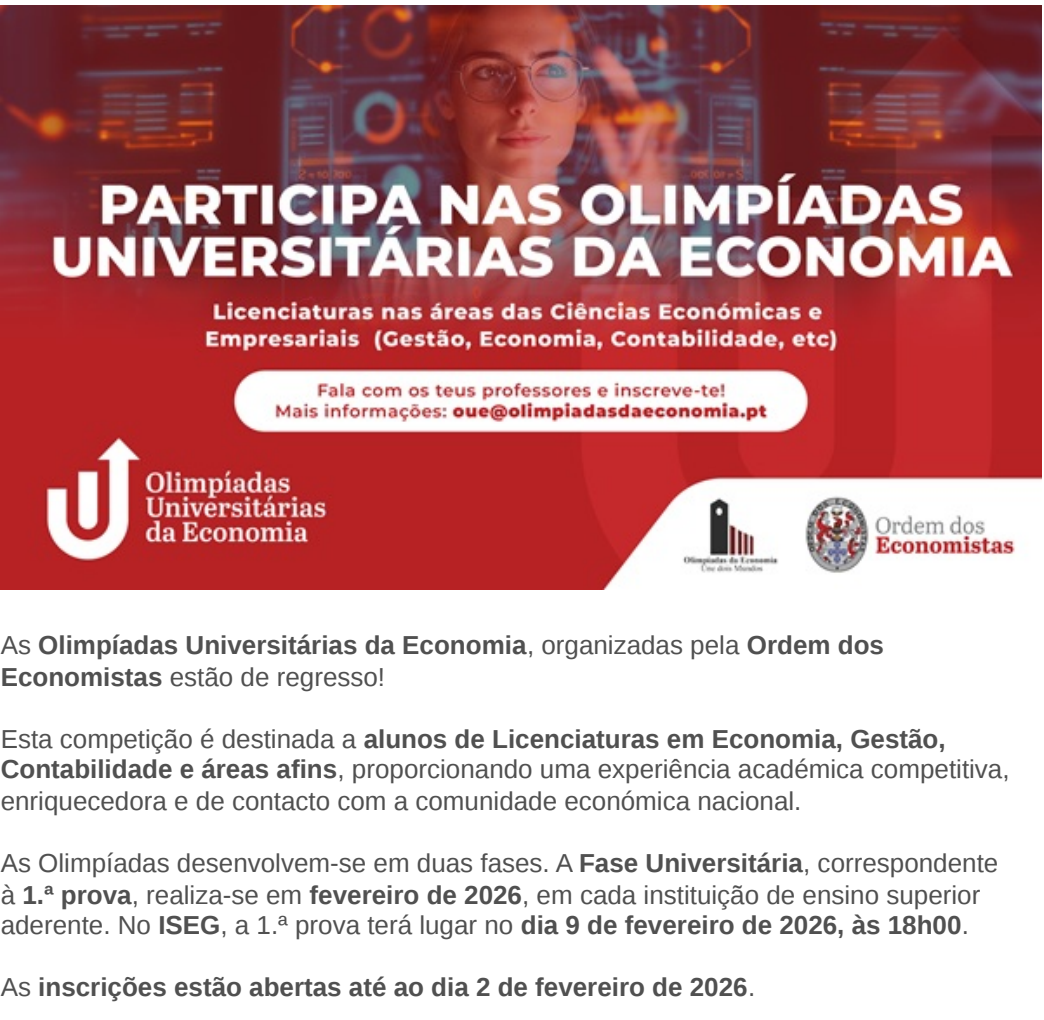 PARTICIPA NAS OLIMPÍADAS
UNIVERSITÁRIAS DA ECONOMIA
Licenciaturas nas áreas das Ciências Económicas e
Empresariais (Gestão, Economia, Contabilidade, etc)
Fala com os teus professores e inscreve-te!
Mais informações: oue@olimpiadasdaeconomia.pt
Olimpíadas
Universitárias
da Economia
Olimpíadas da Economia
Une dois Mundos
Ordem dos
Economistas
As Olimpíadas Universitárias da Economia, organizadas pela Ordem dos
Economistas estão de regresso!
Esta competição é destinada a alunos de Licenciaturas em Economia, Gestão,
Contabilidade e áreas afins, proporcionando uma experiência académica competitiva,
enriquecedora e de contacto com a comunidade económica nacional.
As Olimpíadas desenvolvem-se em duas fases. A Fase Universitária, correspondente
à 1.ª prova, realiza-se em fevereiro de 2026, em cada instituição de ensino superior
aderente. No ISEG, a 1.ª prova terá lugar no dia 9 de fevereiro de 2026, às 18h00.
As inscrições estão abertas até ao dia 2 de fevereiro de 2026.